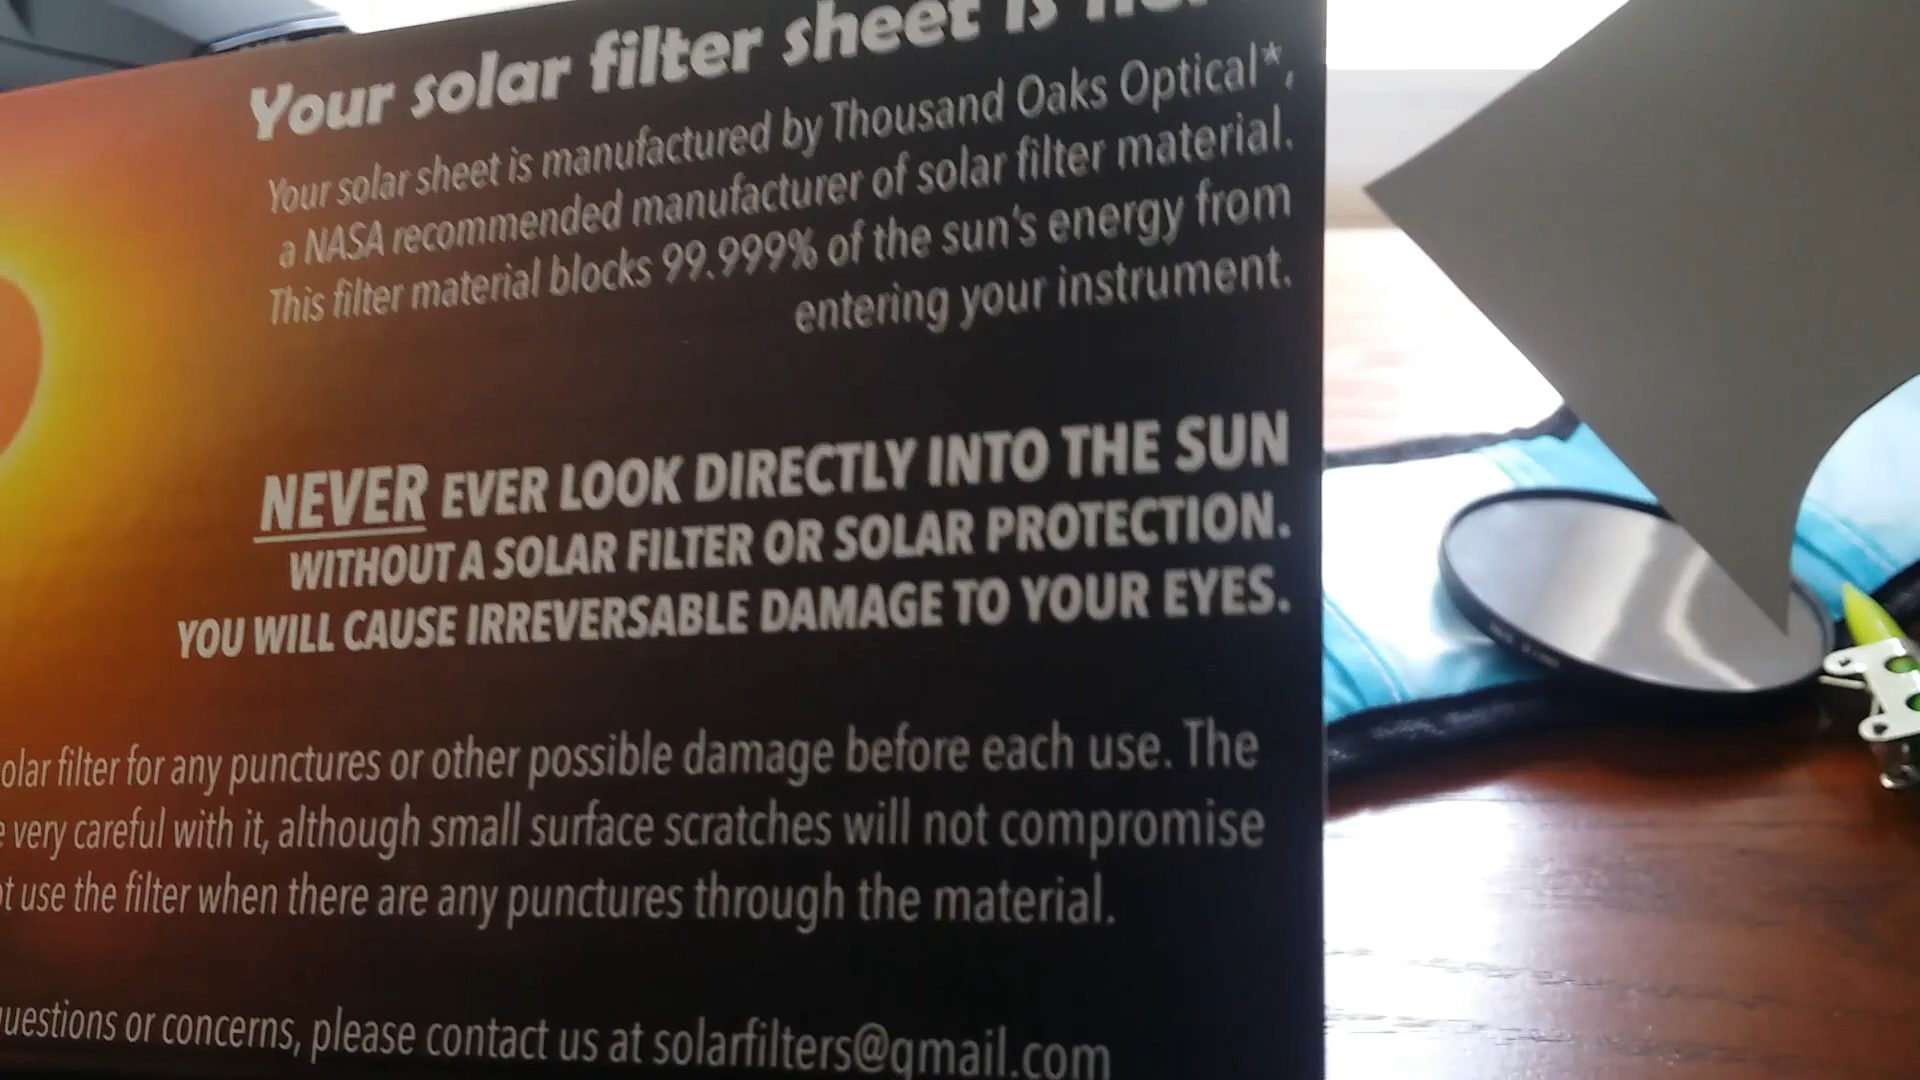 Your solar filter sheet is
Your solar sheet is manufactured by Thousand Oaks Optical*,
a NASA recommended manufacturer of solar filter material.
This filter material blocks 99.999% of the sun's energy from
entering your instrument.
NEVER EVER LOOK DIRECTLY INTO THE SUN
WITHOUT A SOLAR FILTER OR SOLAR PROTECTION.
YOU WILL CAUSE IRREVERSABLE DAMAGE TO YOUR EYES.
olar filter for any punctures or other possible damage before each use. The
very careful with it, although small surface scratches will not compromise
use the filter when there are any punctures through the material.
uestions or concerns, please contact us at solarfilters@gmail.com